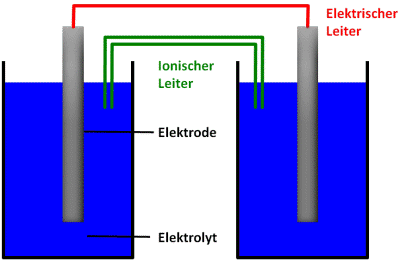 Elektrischer
Leiter
Ionischer
Leiter
Elektrode
Elektrolyt